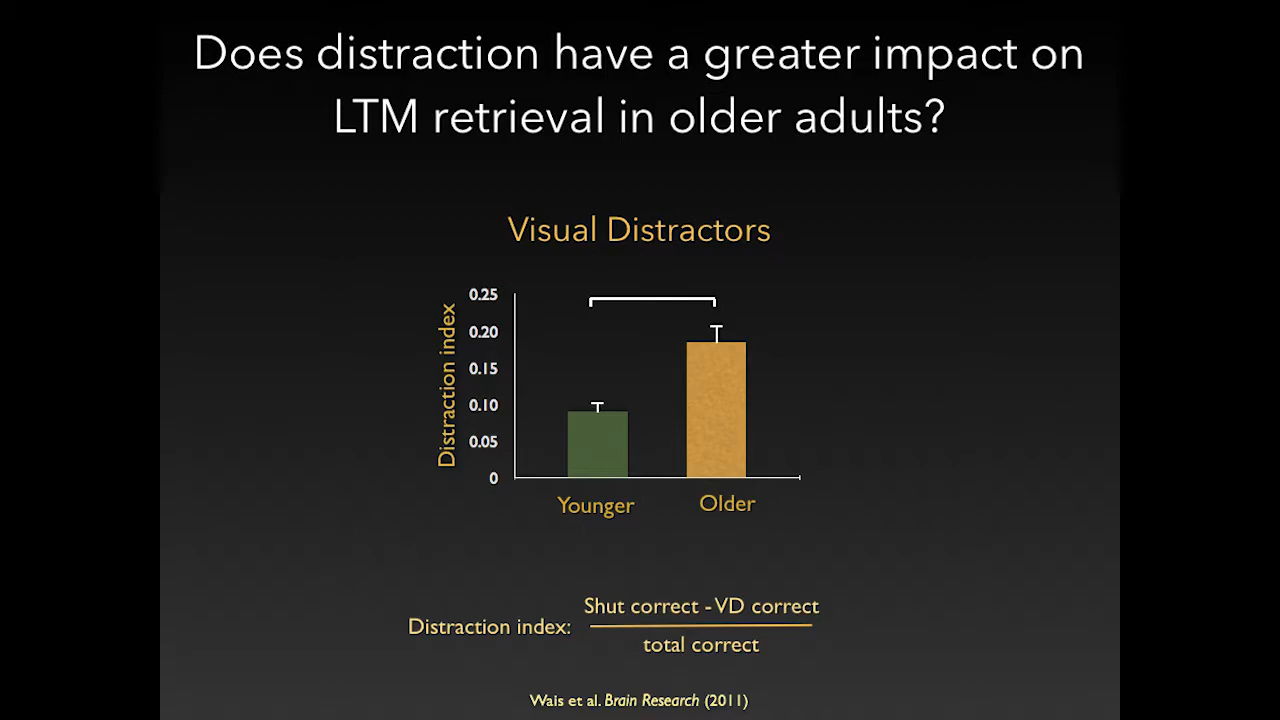 Does distraction have a greater impact on
LTM retrieval in older adults?
Visual Distractors
Distraction index
0.25
0.20
0.15
0.10
0.05
0
Younger
Older
Distraction index:
Shut correct - VD correct
total correct
Wais et al. Brain Research (2011)